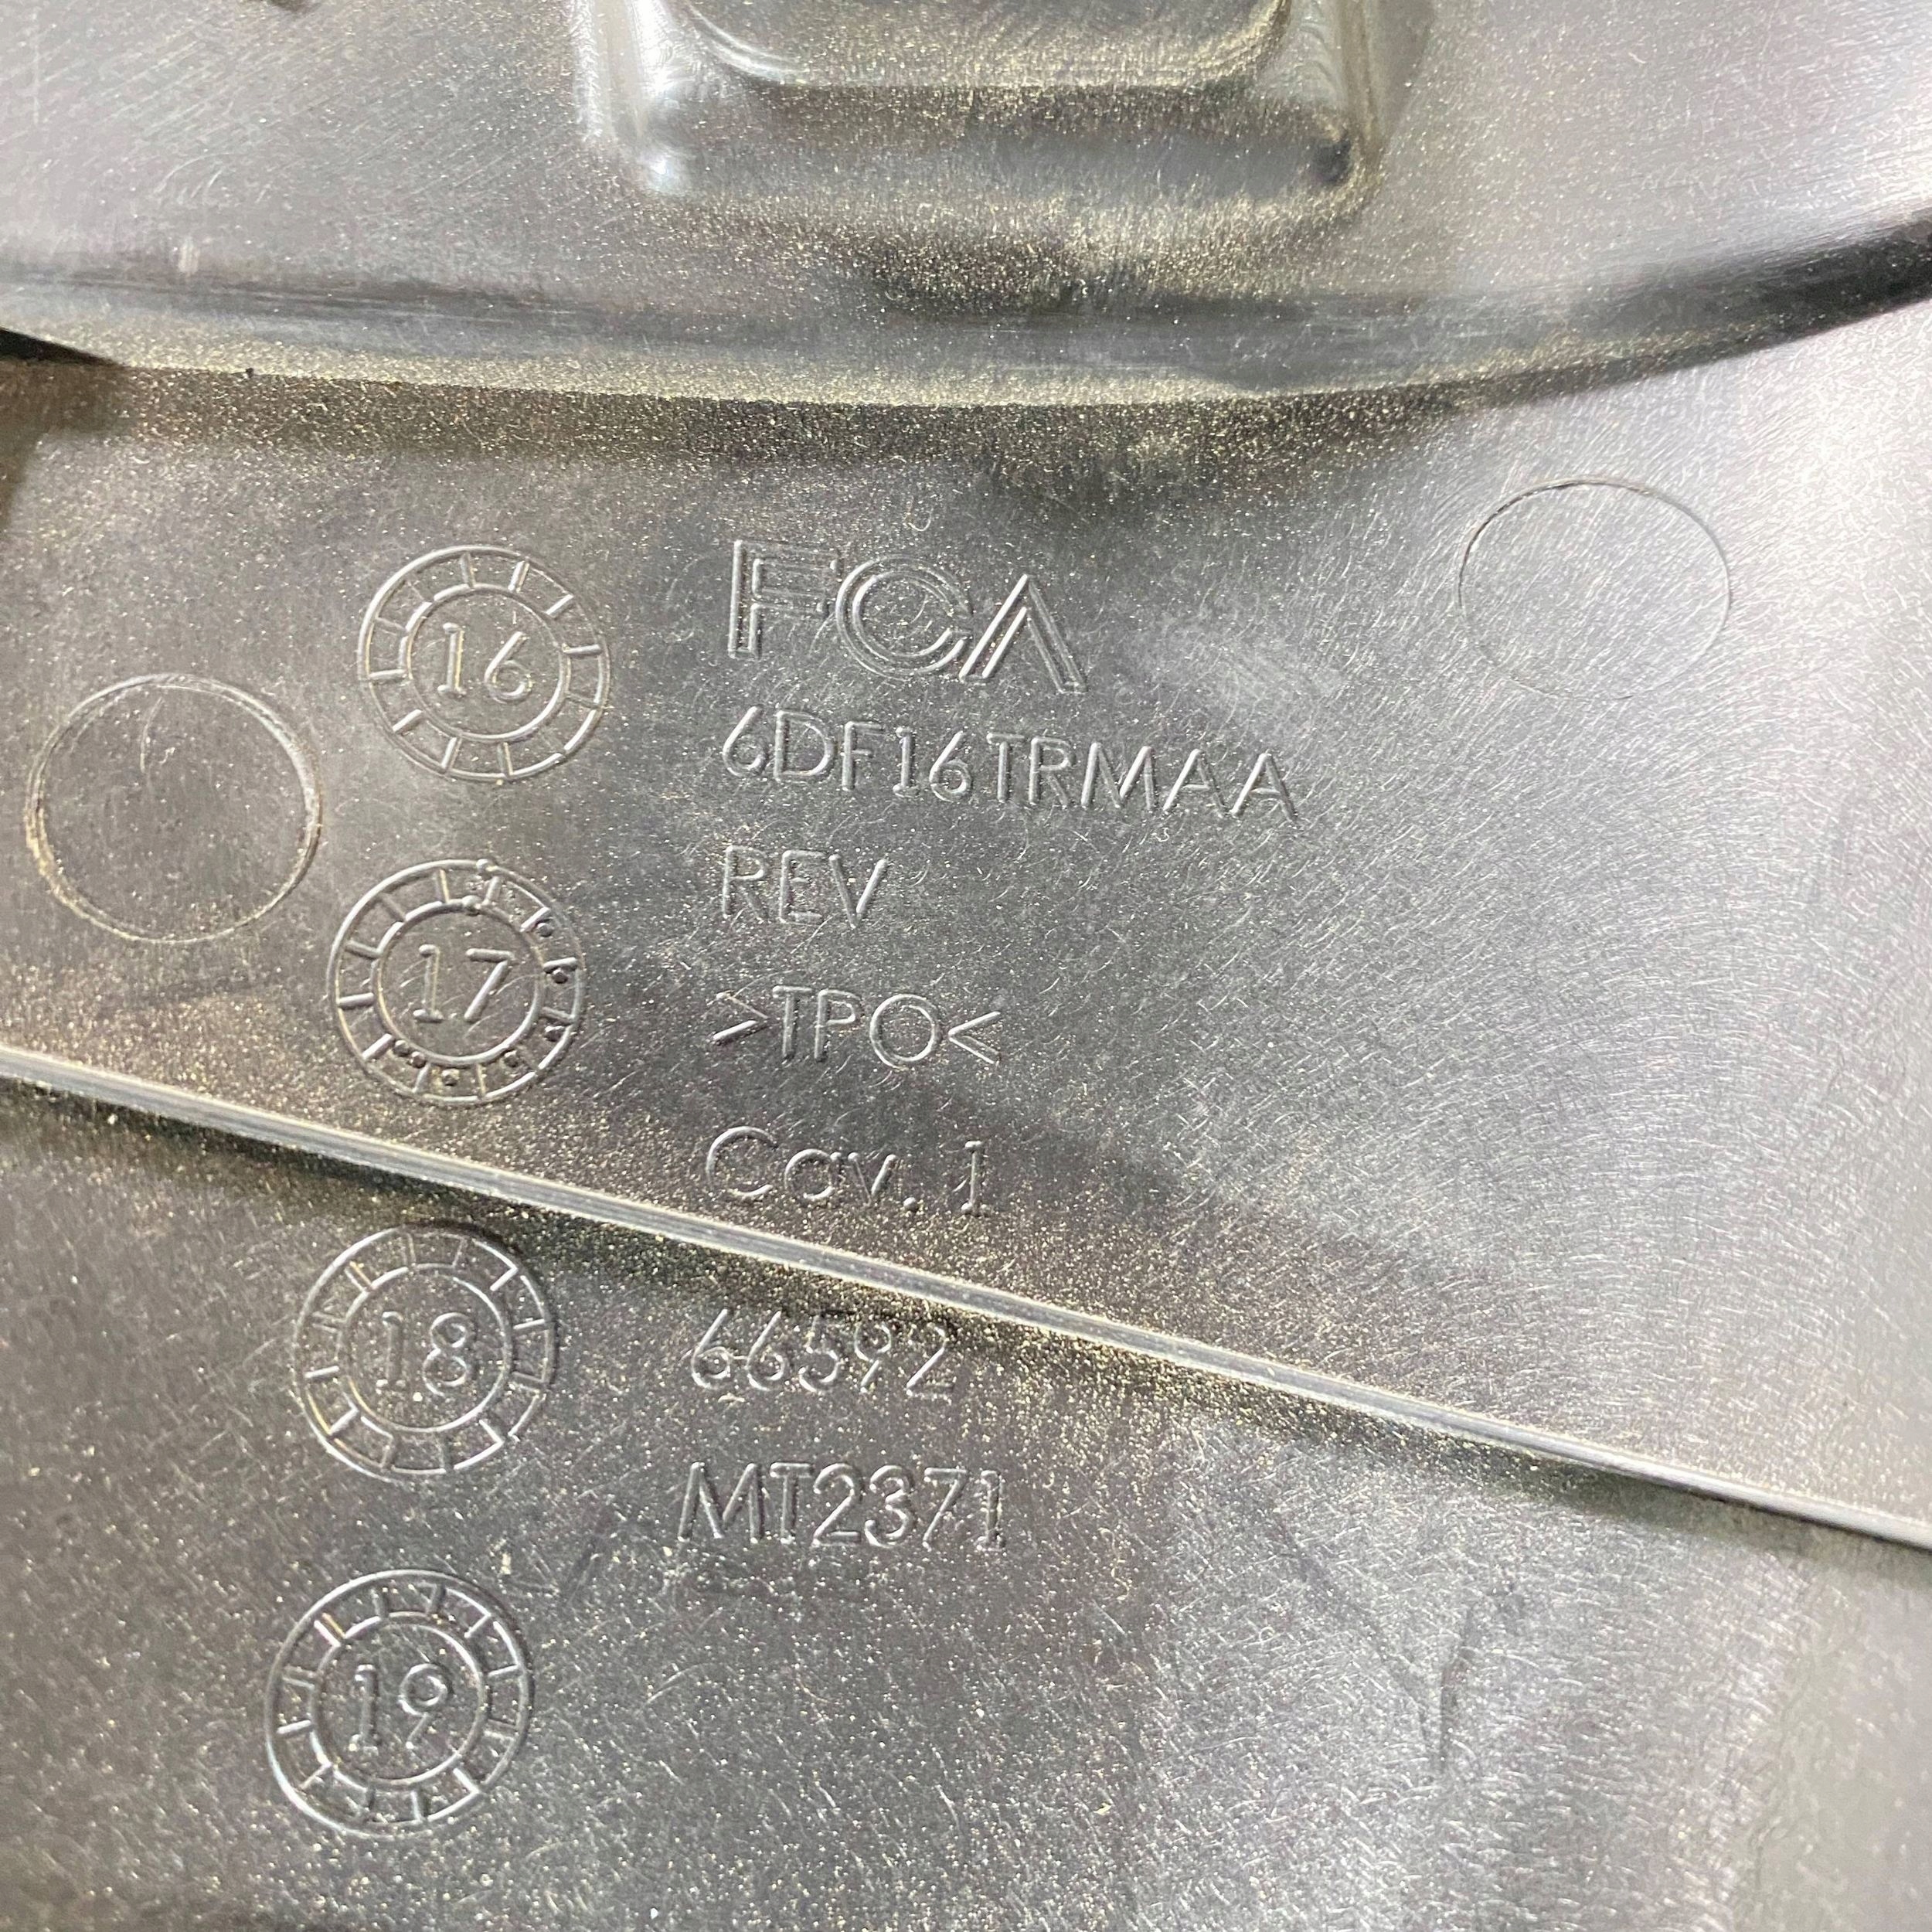 FCA
6DF16TRMAA
REV
>TPO<
Cav. 1
66592
MT2371
16
17
18
19